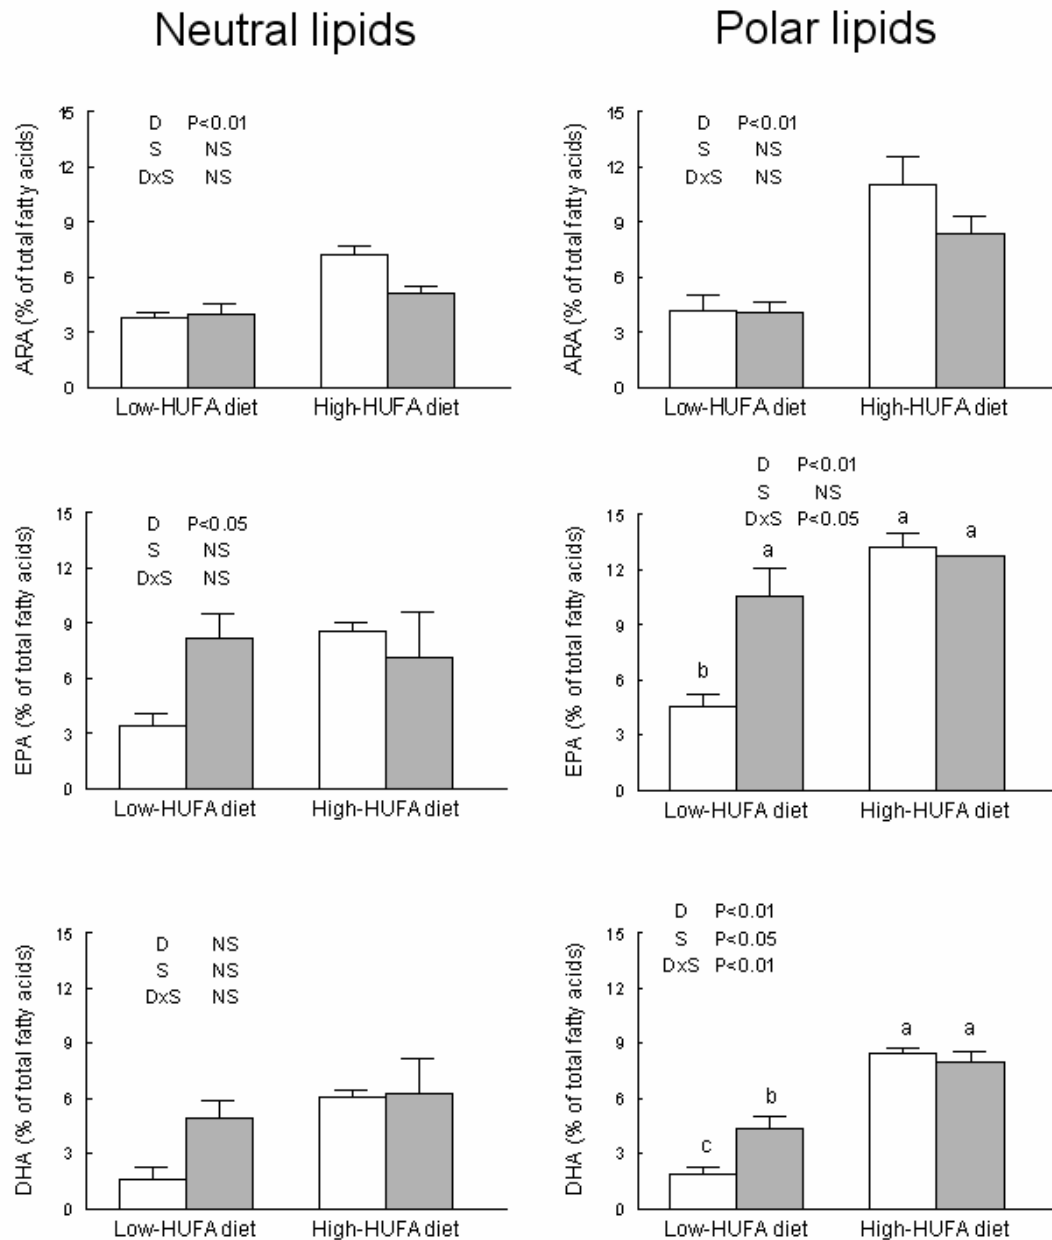 Neutral lipids
Polar lipids
ARA (% of total fatty acids)
15
12
9
6
3
0
D P<0.01
S NS
DxS NS
Low-HUFA diet High-HUFA diet
ARA (% of total fatty acids)
15
12
9
6
3
0
D P<0.01
S NS
DxS NS
Low-HUFA diet High-HUFA diet
EPA (% of total fatty acids)
15
12
9
6
3
0
D P<0.05
S NS
DxS NS
Low-HUFA diet High-HUFA diet
EPA (% of total fatty acids)
15
12
9
6
3
0
D P<0.01
S NS
DxS P<0.05
b a a a
Low-HUFA diet High-HUFA diet
DHA (% of total fatty acids)
15
12
9
6
3
0
D NS
S NS
DxS NS
Low-HUFA diet High-HUFA diet
DHA (% of total fatty acids)
15
12
9
6
3
0
D P<0.01
S P<0.05
DxS P<0.01
c b a a
Low-HUFA diet High-HUFA diet